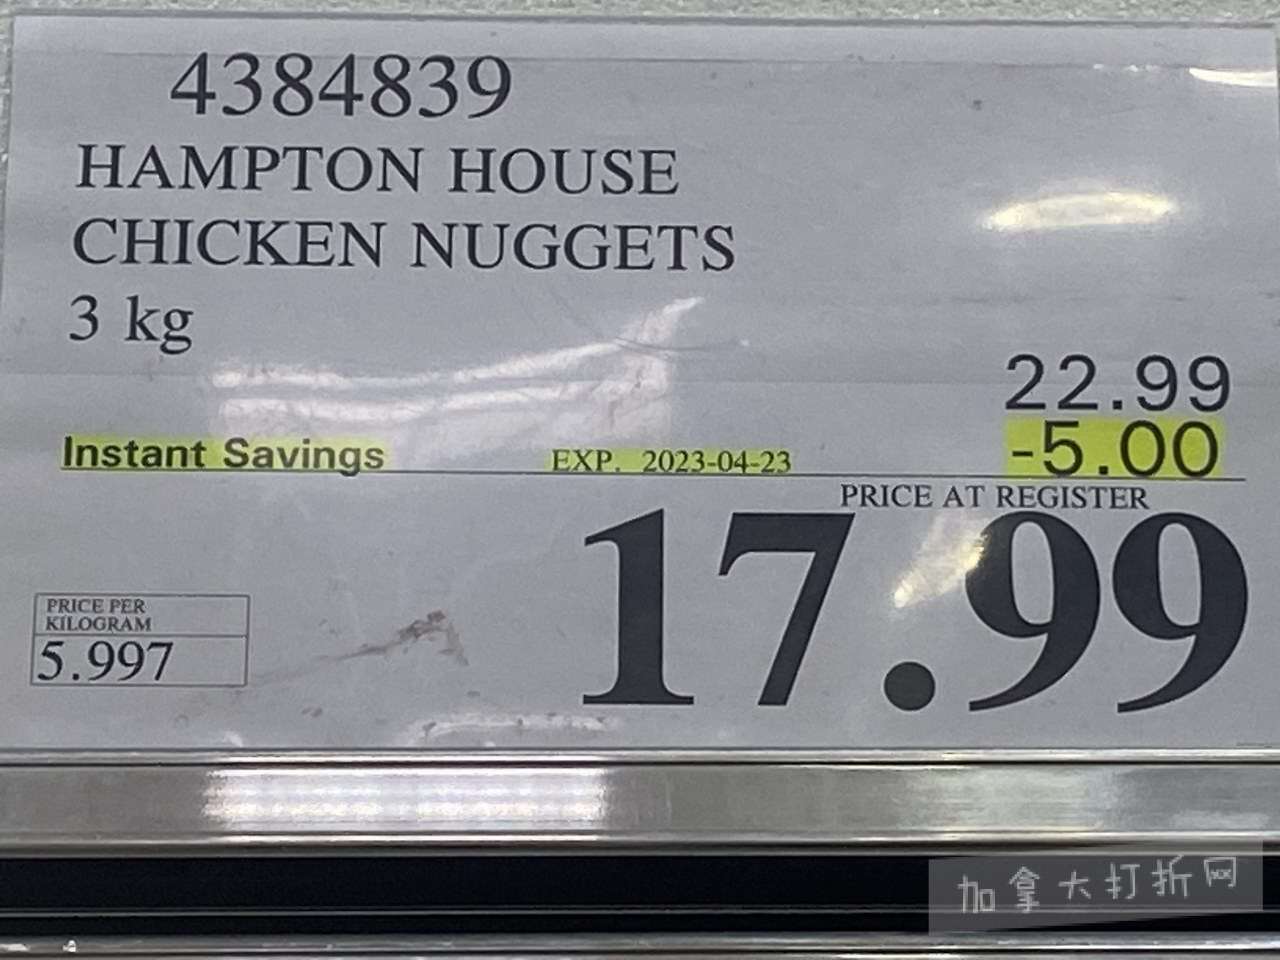 4384839
HAMPTON HOUSE
CHICKEN NUGGETS
3 kg
22.99
Instant Savings EXP. 2023-04-23 -5.00
PRICE AT REGISTER
17.99
PRICE PER
KILOGRAM
5.997
加拿大打折网